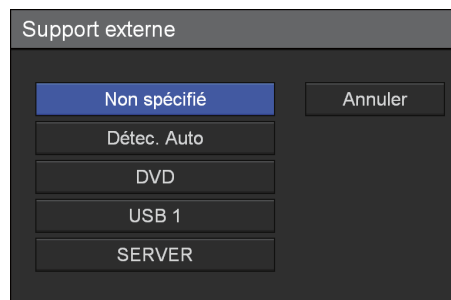 Support externe
Non spécifié
Annuler
Détec. Auto
DVD
USB 1
SERVER